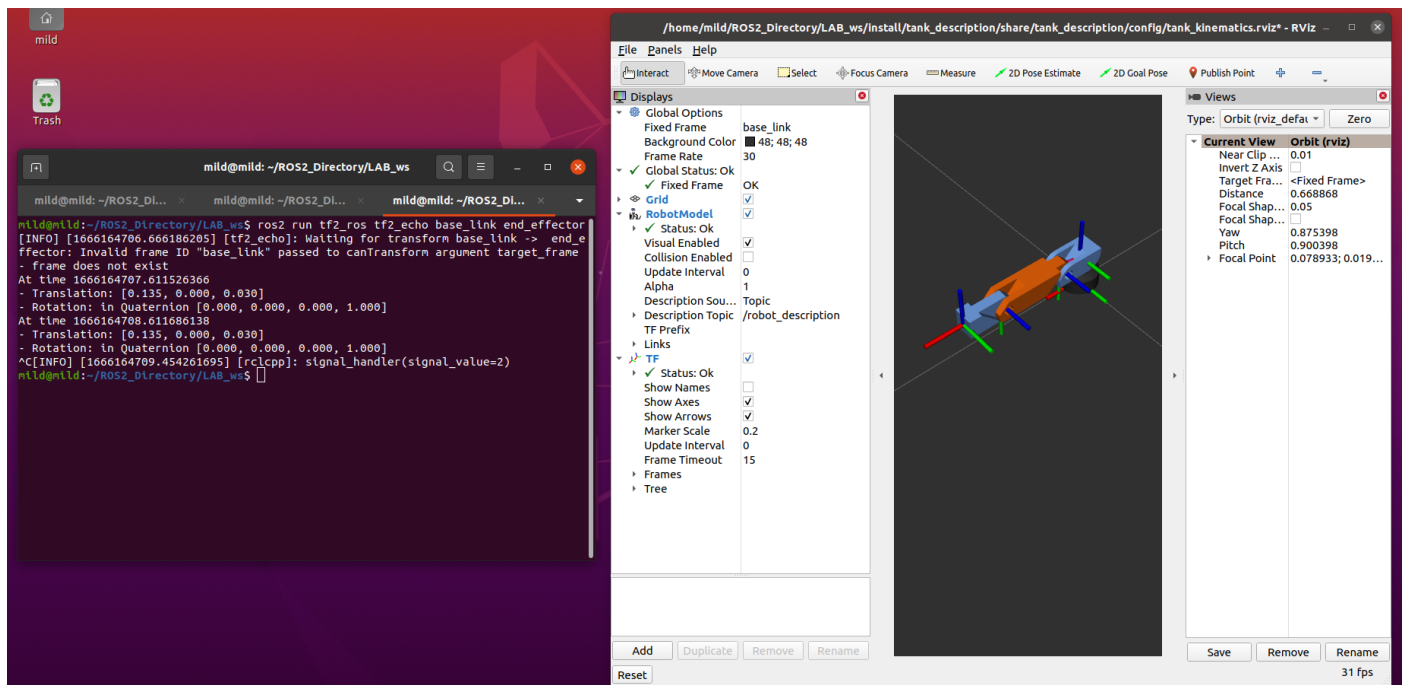 mild
Trash
mild@mild: ~/ROS2_Directory/LAB_ws
mild@mild: ~/ROS2_Di... × mild@mild: ~/ROS2_Di... × mild@mild: ~/ROS2_Di... ×
mild@mild:~/ROS2_Directory/LAB_ws$ ros2 run tf2_ros tf2_echo base_link end_effector
[INFO] [1666164706.666186205] [tf2_echo]: Waiting for transform base_link ->  end_e
ffector: Invalid frame ID "base_link" passed to canTransform argument target_frame
- frame does not exist
At time 1666164707.611526366
- Translation: [0.135, 0.000, 0.030]
- Rotation: in Quaternion [0.000, 0.000, 0.000, 1.000]
At time 1666164708.611686138
- Translation: [0.135, 0.000, 0.030]
- Rotation: in Quaternion [0.000, 0.000, 0.000, 1.000]
^C[INFO] [1666164709.454261695] [rclcpp]: signal_handler(signal_value=2)
mild@mild:~/ROS2_Directory/LAB_ws$
/home/mild/ROS2_Directory/LAB_ws/install/tank_description/share/tank_description/config/tank_kinematics.rviz* - RViz
File Panels Help
Interact Move Camera Select Focus Camera Measure 2D Pose Estimate 2D Goal Pose Publish Point
Displays
Global Options
Fixed Frame base_link
Background Color 48; 48; 48
Frame Rate 30
Global Status: Ok
Fixed Frame OK
Grid
RobotModel
Status: Ok
Visual Enabled
Collision Enabled
Update Interval 0
Alpha 1
Description Sou... Topic
Description Topic /robot_description
TF Prefix
Links
TF
Status: Ok
Show Names
Show Axes
Show Arrows
Marker Scale 0.2
Update Interval 0
Frame Timeout 15
Frames
Tree
Add Duplicate Remove Rename
Reset
Views
Type: Orbit (rviz_defau Zero
Current View Orbit (rviz)
Near Clip ... 0.01
Invert Z Axis
Target Fra... <Fixed Frame>
Distance 0.668868
Focal Shap... 0.05
Focal Shap...
Yaw 0.875398
Pitch 0.900398
Focal Point 0.078933; 0.019...
Save Remove Rename
31 fps